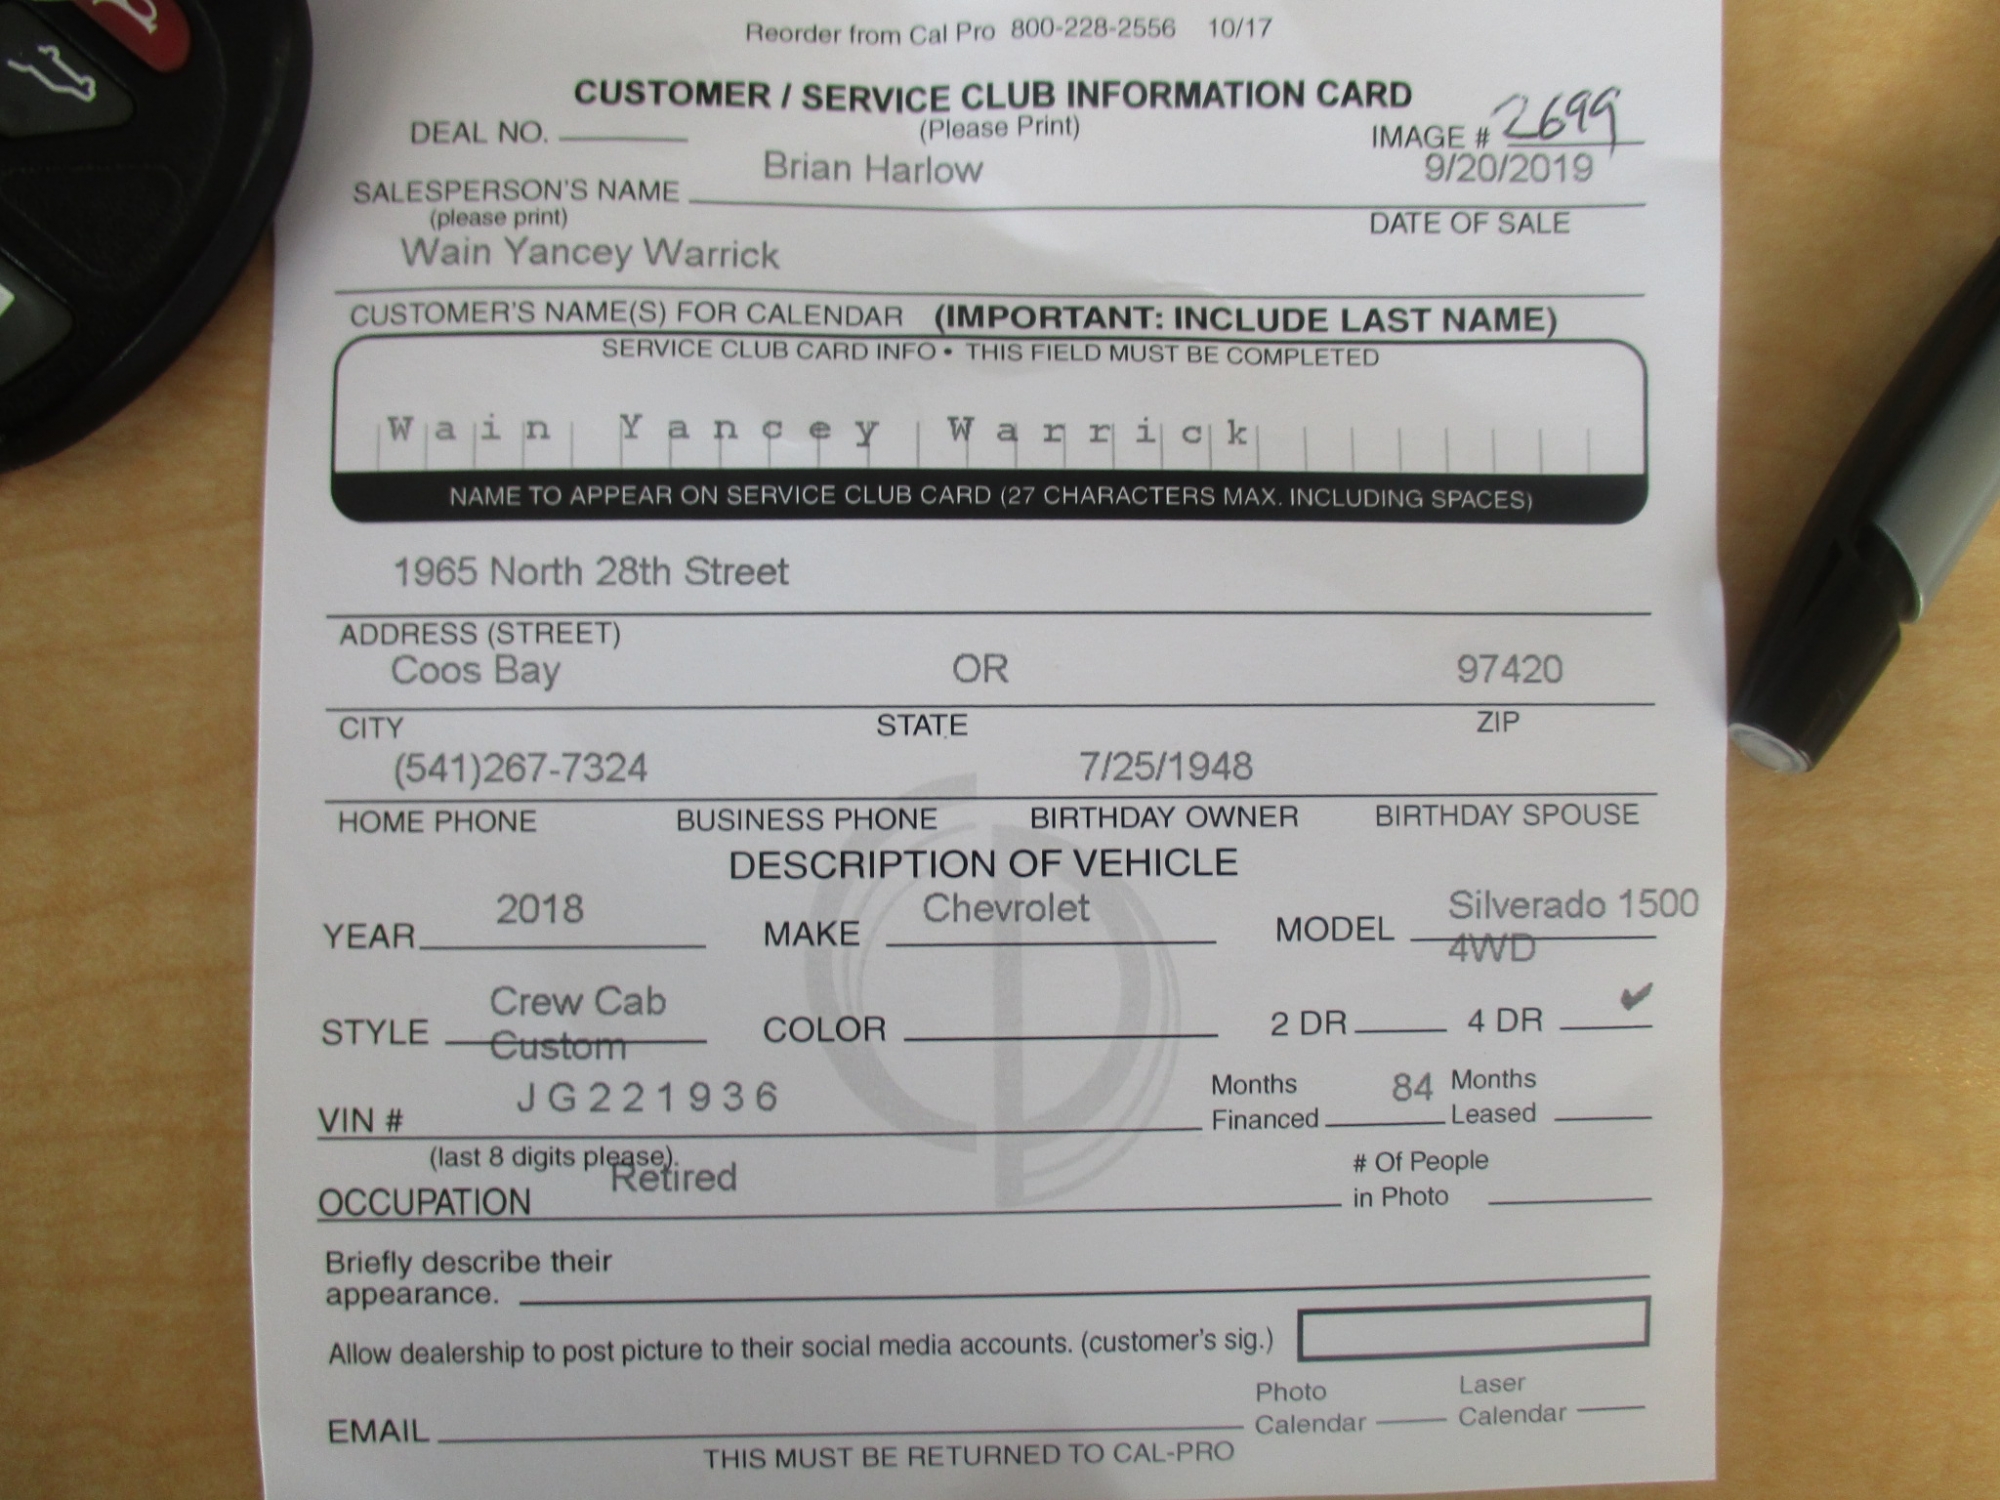 Reorder from Cal Pro 800-228-2556 10/17
CUSTOMER / SERVICE CLUB INFORMATION CARD
DEAL NO. (Please Print) IMAGE # 2699
SALESPERSON'S NAME Brian Harlow 9/20/2019
(please print) DATE OF SALE
Wain Yancey Warrick
CUSTOMER'S NAME(S) FOR CALENDAR (IMPORTANT: INCLUDE LAST NAME)
SERVICE CLUB CARD INFO • THIS FIELD MUST BE COMPLETED
Wain Yancey Warrick
NAME TO APPEAR ON SERVICE CLUB CARD (27 CHARACTERS MAX. INCLUDING SPACES)
1965 North 28th Street
ADDRESS (STREET)
Coos Bay OR 97420
CITY STATE ZIP
(541)267-7324 7/25/1948
HOME PHONE BUSINESS PHONE BIRTHDAY OWNER BIRTHDAY SPOUSE
DESCRIPTION OF VEHICLE
YEAR 2018 MAKE Chevrolet MODEL Silverado 1500
4WD
STYLE Crew Cab COLOR 2 DR 4 DR ✔
Custom
VIN # JG221936 Months Financed 84 Months Leased
(last 8 digits please).
OCCUPATION Retired # Of People in Photo
Briefly describe their
appearance.
Allow dealership to post picture to their social media accounts. (customer's sig.)
EMAIL Photo Calendar Laser Calendar
THIS MUST BE RETURNED TO CAL-PRO